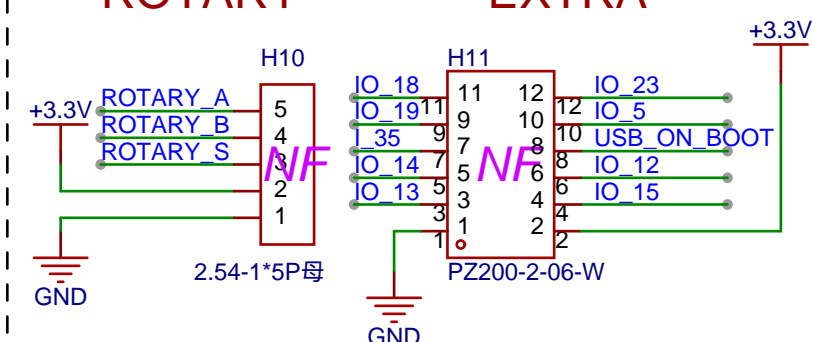 ROTARY
EXTRA
+3.3V
H10
H11
+3.3V
ROTARY_A
5
ROTARY_B
4
ROTARY_S
3
2
1
NF
2.54-1*5P母
GND
IO_18
11
11
12
12
IO_23
IO_19
9
9
10
10
IO_5
I_35
7
7
8
8
USB_ON_BOOT
IO_14
5
5
6
6
IO_12
IO_13
3
3
4
4
IO_15
1
1
2
2
NF
PZ200-2-06-W
GND